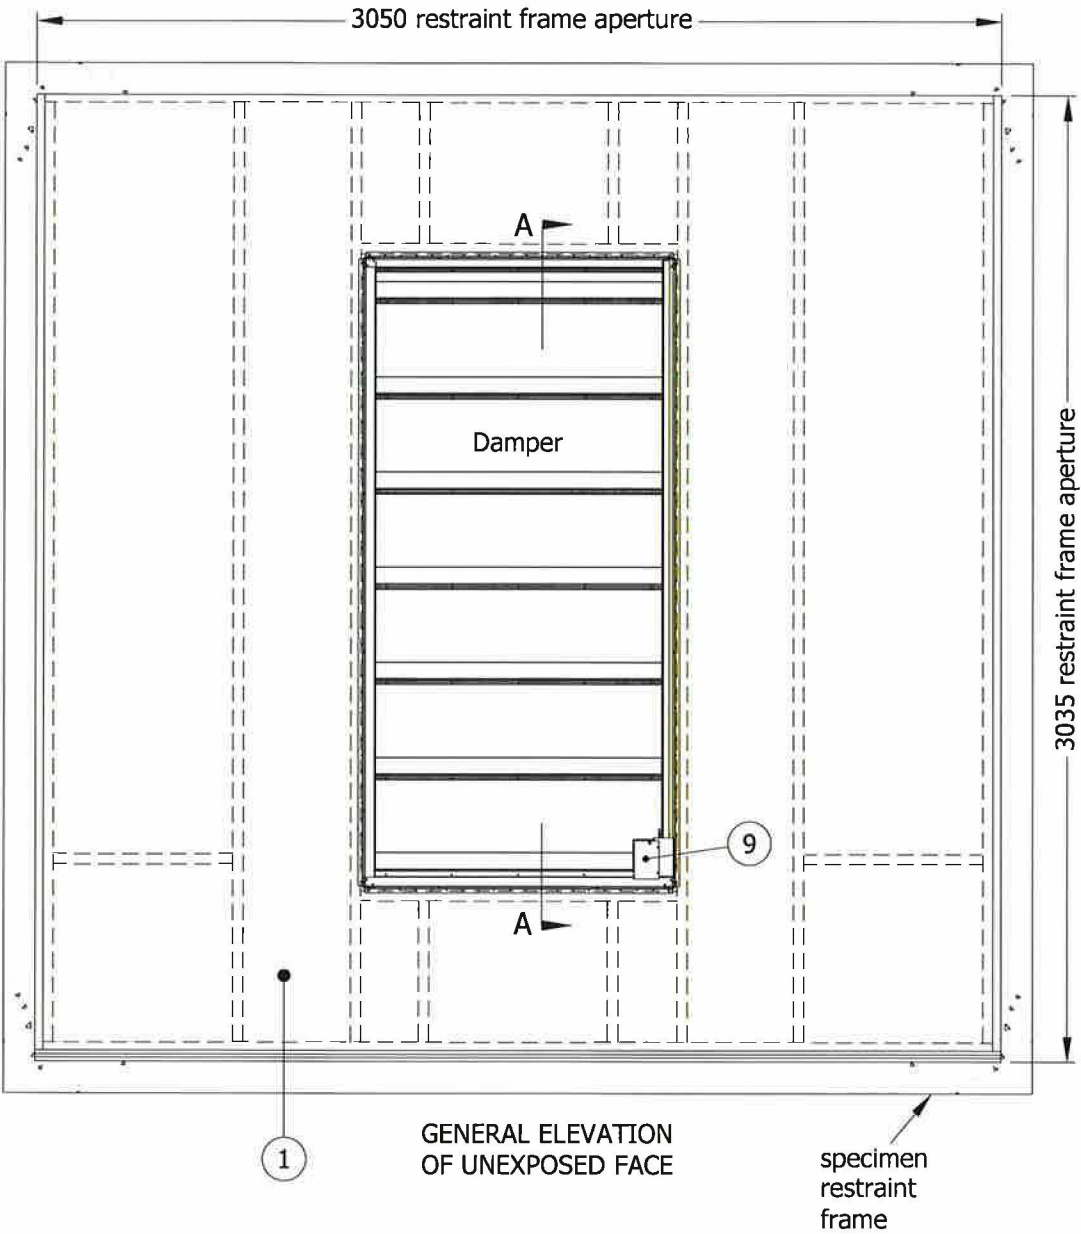 3050 restraint frame aperture
A
Damper
3035 restraint frame aperture
9
A
1
GENERAL ELEVATION
OF UNEXPOSED FACE
specimen
restraint
frame